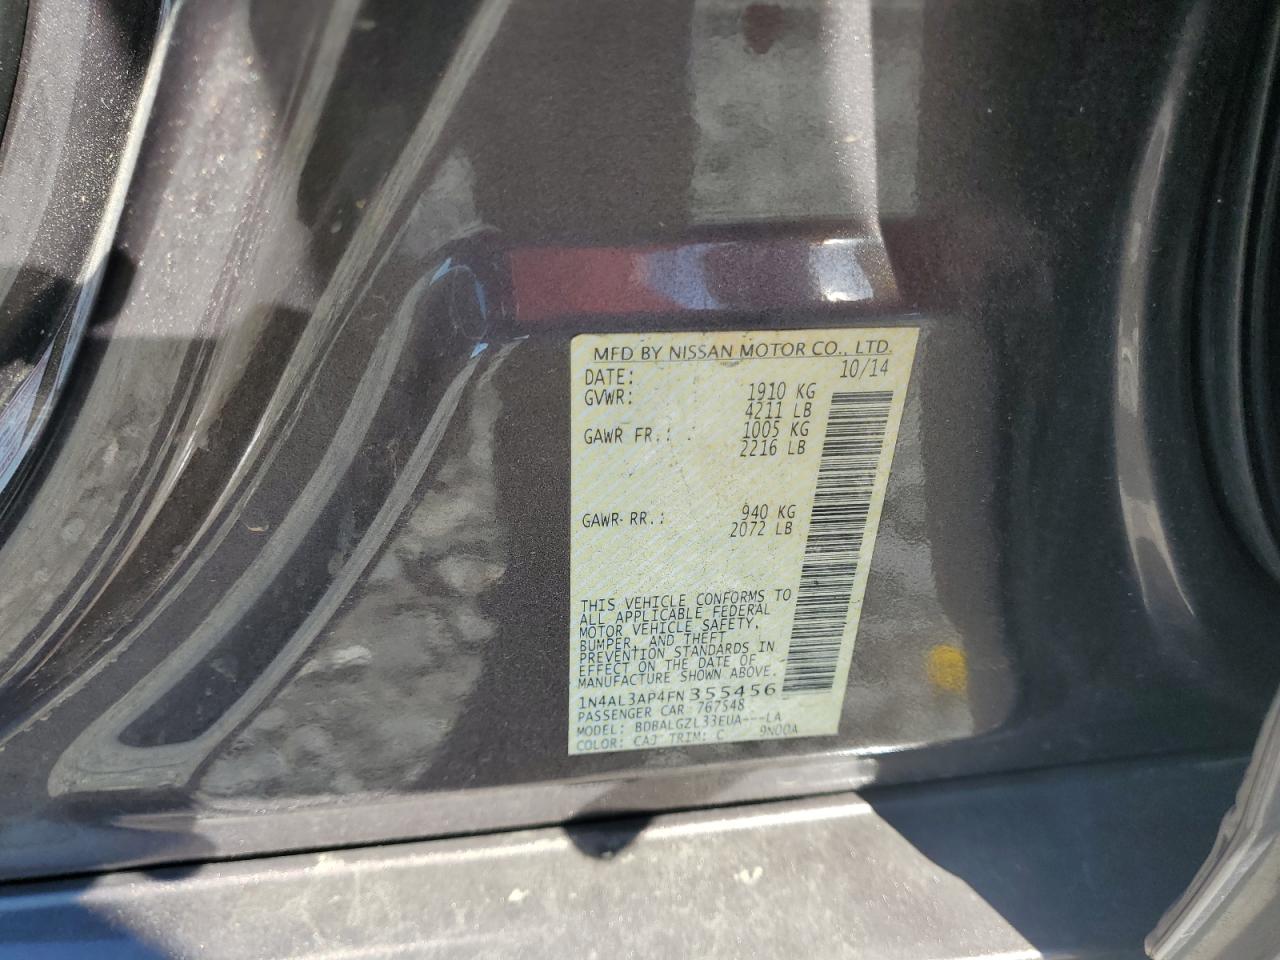 MFD BY NISSAN MOTOR CO., LTD.
DATE: 10/14
GVWR: 1910 KG
4211 LB
GAWR FR.: 1005 KG
2216 LB
GAWR RR.: 940 KG
2072 LB
THIS VEHICLE CONFORMS TO
ALL APPLICABLE FEDERAL
MOTOR VEHICLE SAFETY,
BUMPER, AND THEFT
PREVENTION STANDARDS IN
EFFECT ON THE DATE OF
MANUFACTURE SHOWN ABOVE.
1N4AL3AP4FN355456
PASSENGER CAR 767548
MODEL: BDBALGZL33EUA---LA
COLOR: CAJ TRIM: C 9N00A